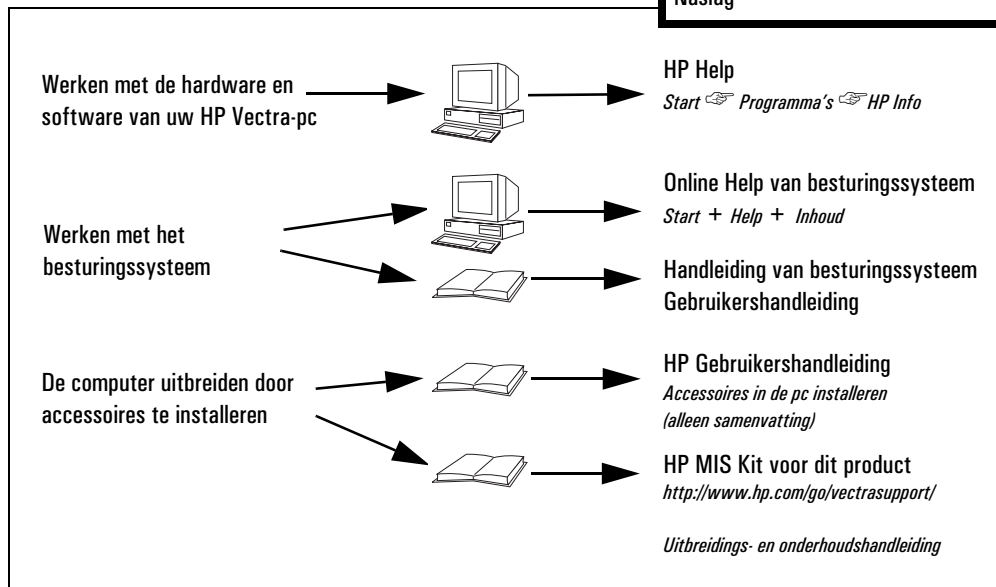 Naslag
Werken met de hardware en
software van uw HP Vectra-pc
HP Help
Start ☞ Programma's ☞ HP Info
Werken met het
besturingssysteem
Online Help van besturingssysteem
Start + Help + Inhoud
Handleiding van besturingssysteem
Gebruikershandleiding
De computer uitbreiden door
accessoires te installeren
HP Gebruikershandleiding
Accessoires in de pc installeren
(alleen samenvatting)
HP MIS Kit voor dit product
http://www.hp.com/go/vectrasupport/
Uitbreidings- en onderhoudshandleiding